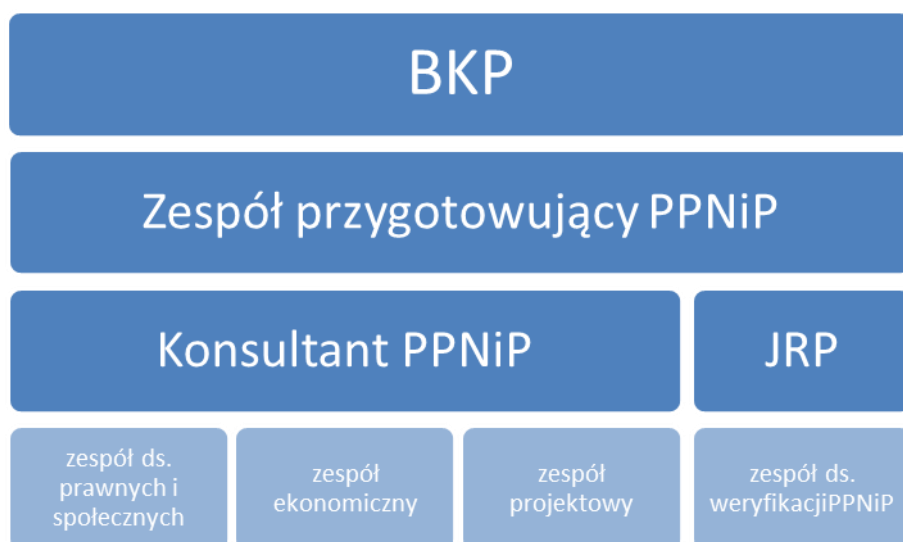 BKP
Zespół przygotowujący PPNiP
Konsultant PPNiP
JRP
zespół ds.
prawnych i
społecznych
zespół
ekonomiczny
zespół
projektowy
zespół ds.
weryfikacjiPPNiP